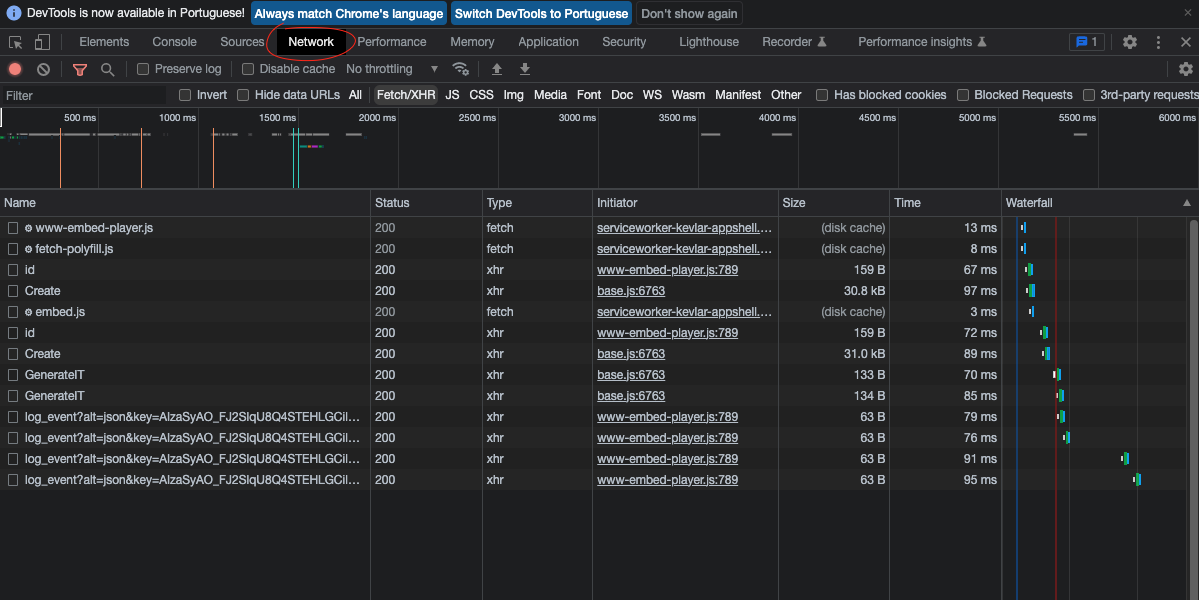 DevTools is now available in Portuguese! Always match Chrome's language Switch DevTools to Portuguese Don't show again
Elements Console Sources Network Performance Memory Application Security Lighthouse Recorder Performance insights 1
Preserve log Disable cache No throttling
Filter Invert Hide data URLs All Fetch/XHR JS CSS Img Media Font Doc WS Wasm Manifest Other Has blocked cookies Blocked Requests 3rd-party requests
500 ms 1000 ms 1500 ms 2000 ms 2500 ms 3000 ms 3500 ms 4000 ms 4500 ms 5000 ms 5500 ms 6000 ms
Name Status Type Initiator Size Time Waterfall
www-embed-player.js 200 fetch serviceworker-kevlar-appshell.… (disk cache) 13 ms
fetch-polyfill.js 200 fetch serviceworker-kevlar-appshell.… (disk cache) 8 ms
id 200 xhr www-embed-player.js:789 159 B 67 ms
Create 200 xhr base.js:6763 30.8 kB 97 ms
embed.js 200 fetch serviceworker-kevlar-appshell.… (disk cache) 3 ms
id 200 xhr www-embed-player.js:789 159 B 72 ms
Create 200 xhr base.js:6763 31.0 kB 89 ms
GenerateIT 200 xhr base.js:6763 133 B 70 ms
GenerateIT 200 xhr base.js:6763 134 B 85 ms
log_event?alt=json&key=AIzaSyAO_FJ2SlqU8Q4STEHLGCil… 200 xhr www-embed-player.js:789 63 B 79 ms
log_event?alt=json&key=AIzaSyAO_FJ2SlqU8Q4STEHLGCil… 200 xhr www-embed-player.js:789 63 B 76 ms
log_event?alt=json&key=AIzaSyAO_FJ2SlqU8Q4STEHLGCil… 200 xhr www-embed-player.js:789 63 B 91 ms
log_event?alt=json&key=AIzaSyAO_FJ2SlqU8Q4STEHLGCil… 200 xhr www-embed-player.js:789 63 B 95 ms